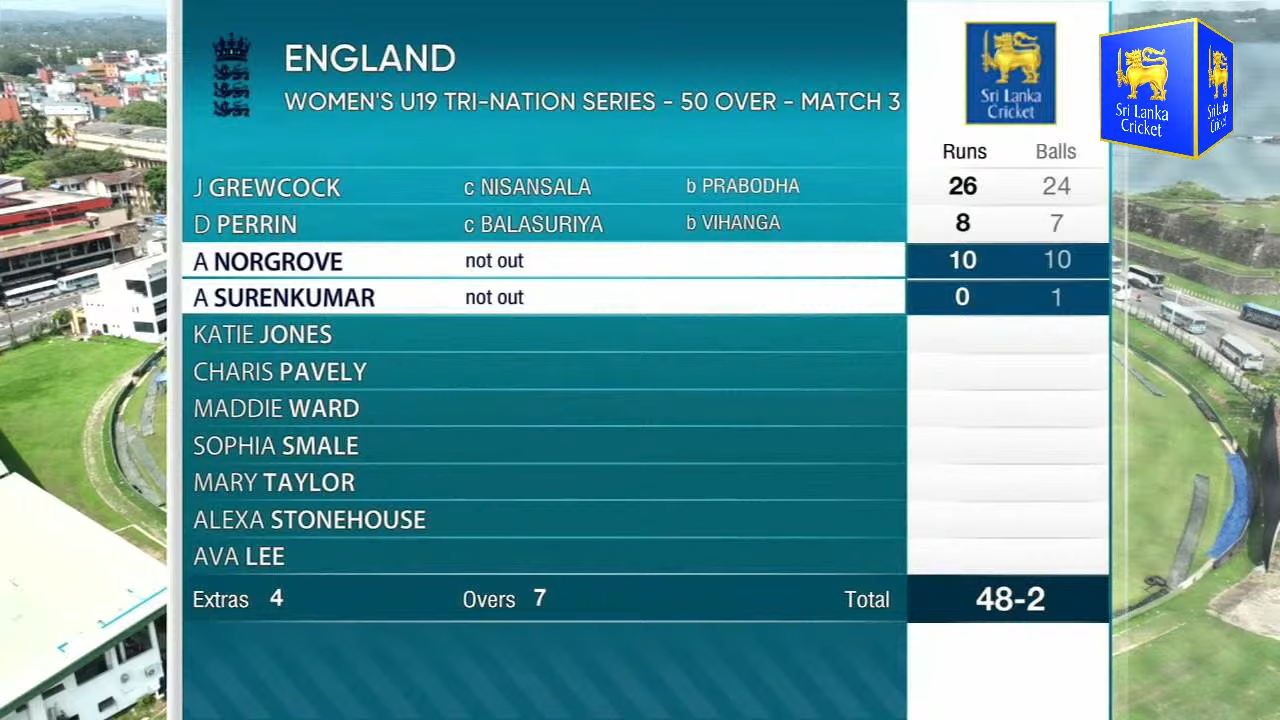 ENGLAND
WOMEN'S U19 TRI-NATION SERIES - 50 OVER - MATCH 3
Sri Lanka
Cricket
Sri Lanka
Cricket
Sri Lanka
Cricket
Runs Balls
J GREWCOCK c NISANSALA b PRABODHA 26 24
D PERRIN c BALASURIYA b VIHANGA 8 7
A NORGROVE not out 10 10
A SURENKUMAR not out 0 1
KATIE JONES
CHARIS PAVELY
MADDIE WARD
SOPHIA SMALE
MARY TAYLOR
ALEXA STONEHOUSE
AVA LEE
Extras 4 Overs 7 Total 48-2